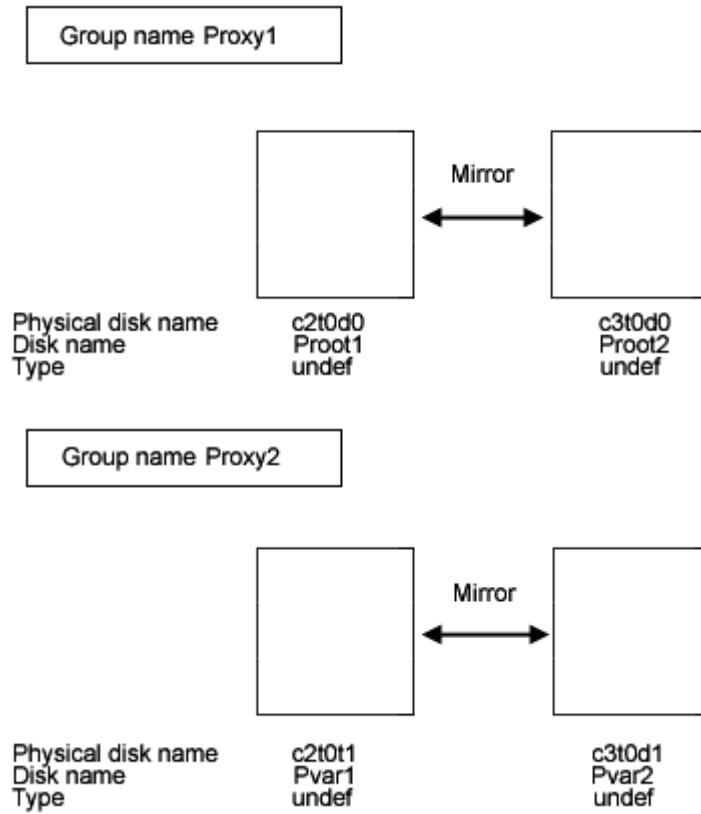 Group name Proxy1
Mirror
Physical disk name c2t0d0 c3t0d0
Disk name Proot1 Proot2
Type undef undef
Group name Proxy2
Mirror
Physical disk name c2t0t1 c3t0d1
Disk name Pvar1 Pvar2
Type undef undef